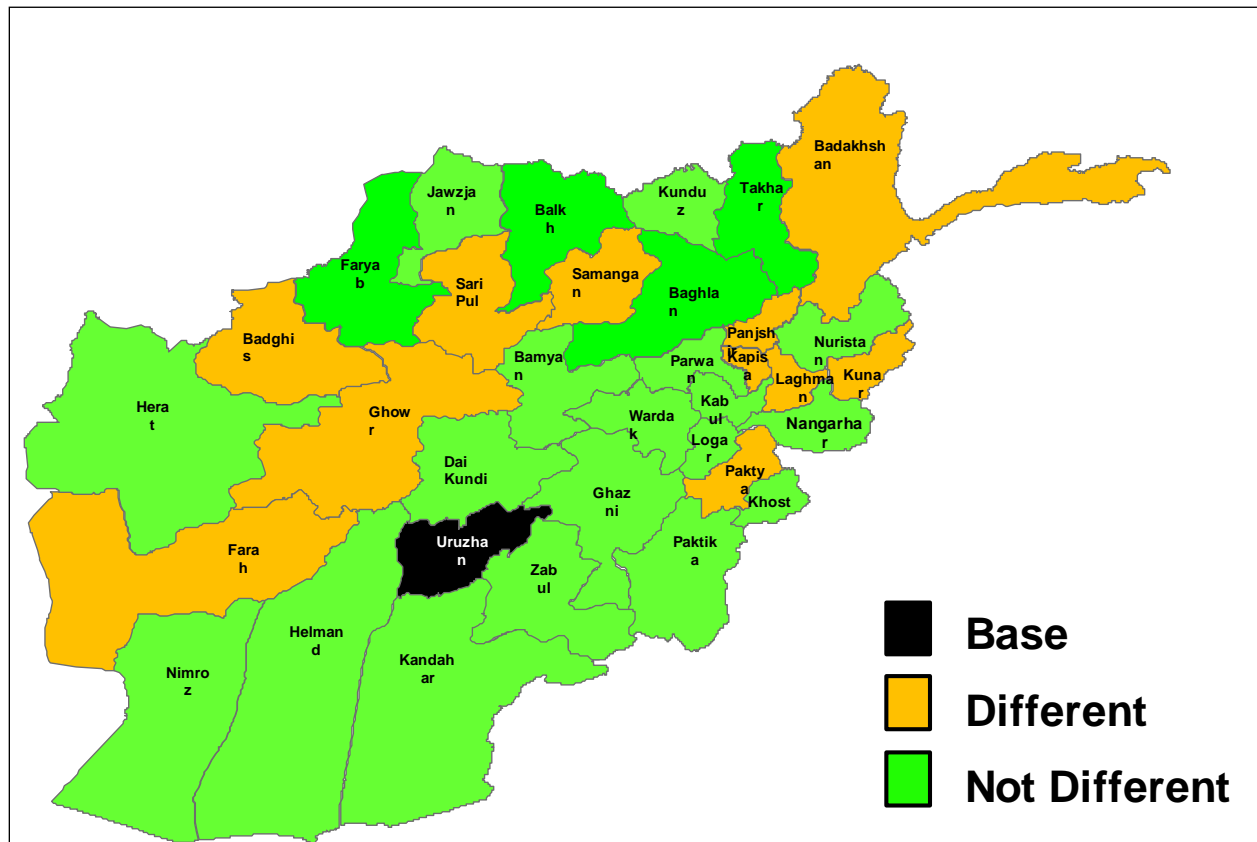 Badakhsh
an
Jawzja
n
Balk
h
Kundu
z
Takha
r
Farya
b
Sari
Pul
Samanga
n
Baghla
n
Badghi
s
Panjsh
ir
Nurista
n
Bamya
n
Parwa
n
Kapis
a
Laghma
n
Kuna
r
Hera
t
Ghow
r
Warda
k
Kab
ul
Nangarha
r
Loga
r
Dai
Kundi
Ghaz
ni
Pakty
a
Khost
Uruzha
n
Paktik
a
Fara
h
Zab
ul
Helman
d
Kandah
ar
Nimro
z
Base
Different
Not Different